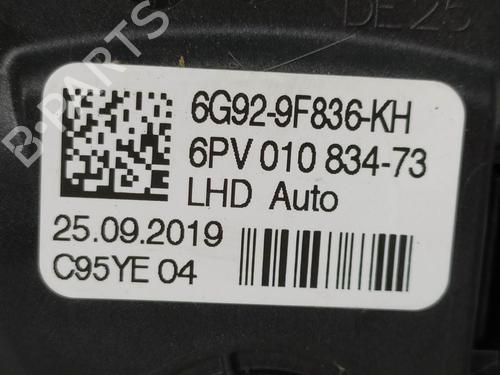 DE25
6G92-9F836-KH
6PV 010 834-73
LHD Auto
25.09.2019
C95YE 04
B-PARTS